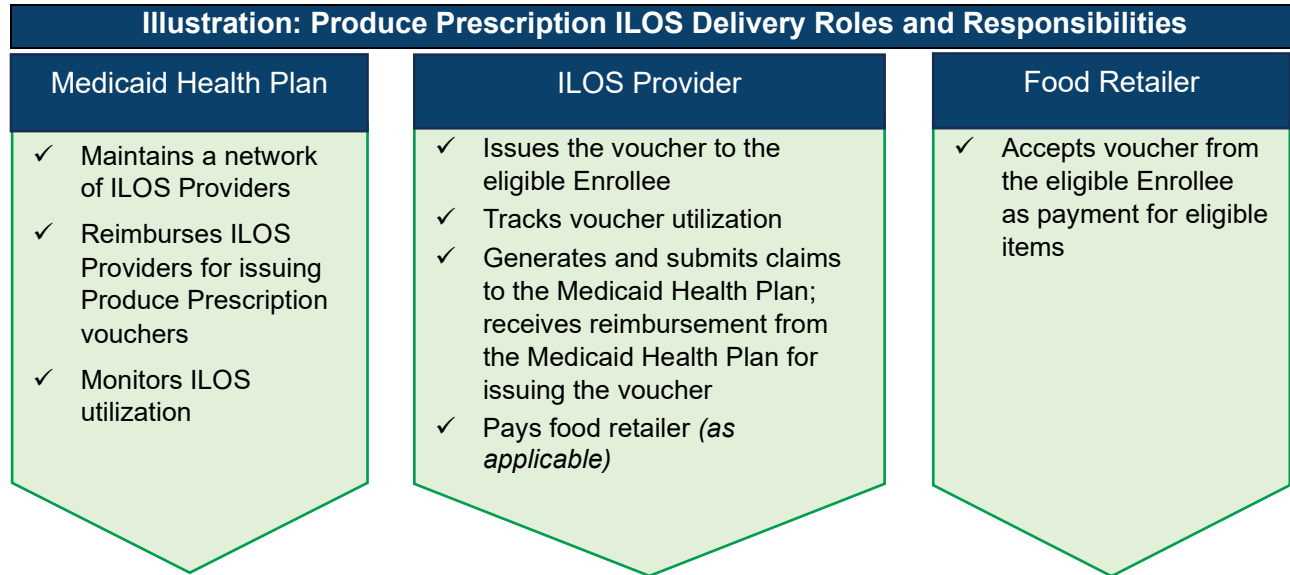 Illustration: Produce Prescription ILOS Delivery Roles and Responsibilities
Medicaid Health Plan
✓ Maintains a network
of ILOS Providers
✓ Reimburses ILOS
Providers for issuing
Produce Prescription
vouchers
✓ Monitors ILOS
utilization
ILOS Provider
✓ Issues the voucher to the
eligible Enrollee
✓ Tracks voucher utilization
✓ Generates and submits claims
to the Medicaid Health Plan;
receives reimbursement from
the Medicaid Health Plan for
issuing the voucher
✓ Pays food retailer (as
applicable)
Food Retailer
✓ Accepts voucher from
the eligible Enrollee
as payment for eligible
items